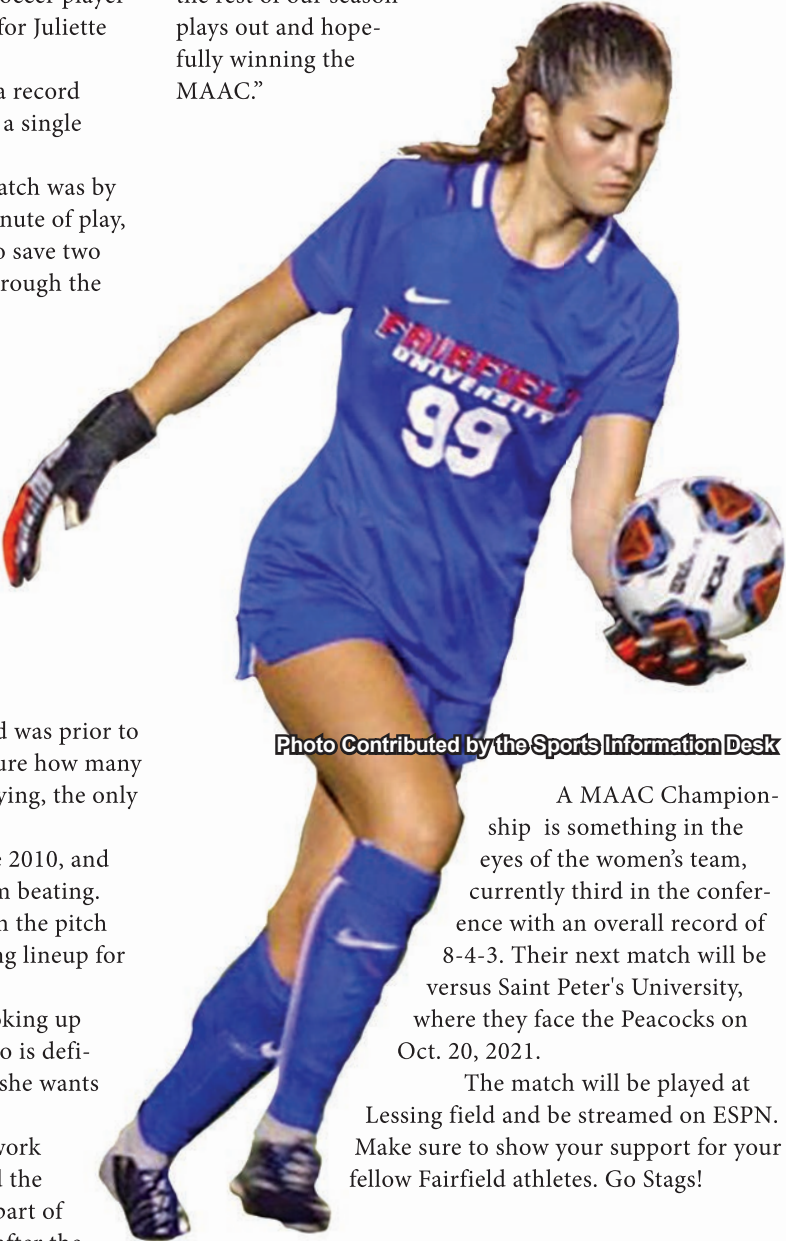 occer player
for Juliette
a record
a single
atch was by
nute of play,
o save two
rough the
d was prior to
ure how many
ying, the only
e 2010, and
m beating.
n the pitch
ng lineup for
oking up
o is defi-
she wants
work
d the
part of
after the
the rest of our season
plays out and hope-
fully winning the
MAAC.”
FAIRFIELD
UNIVERSITY
99
NCAA
Photo Contributed by the Sports Information Desk
A MAAC Champion-
ship is something in the
eyes of the women’s team,
currently third in the confer-
ence with an overall record of
8-4-3. Their next match will be
versus Saint Peter's University,
where they face the Peacocks on
Oct. 20, 2021.
The match will be played at
Lessing field and be streamed on ESPN.
Make sure to show your support for your
fellow Fairfield athletes. Go Stags!